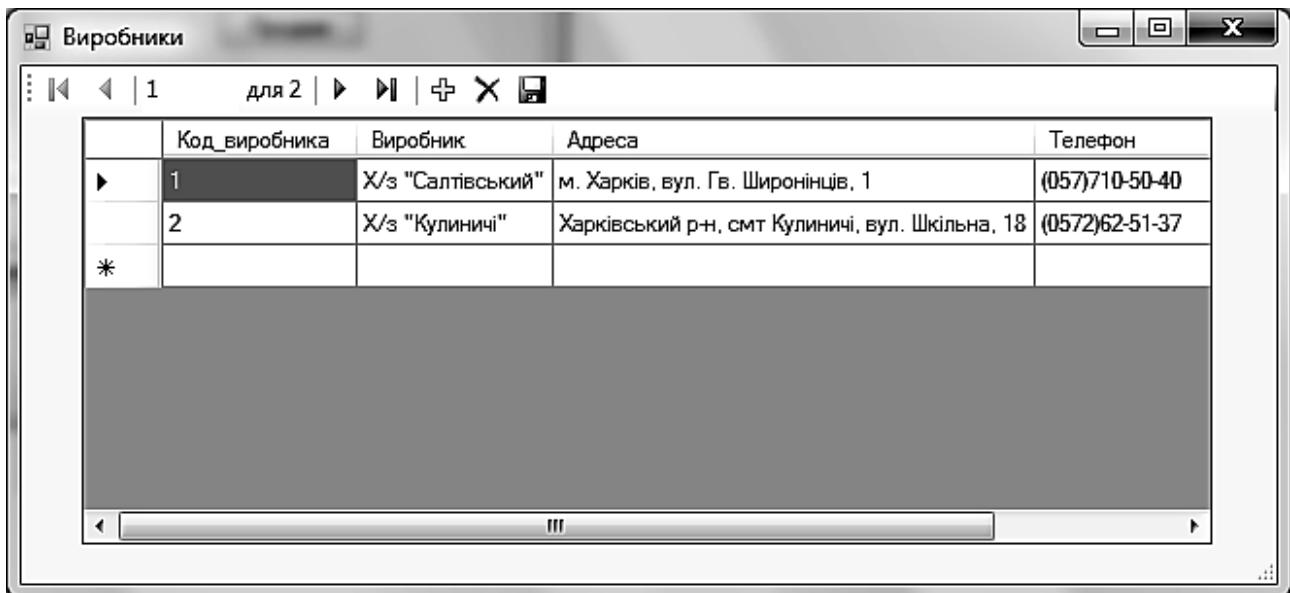 Виробники
1 для 2
Код_виробника Виробник Адреса Телефон
1 Х/з "Салтівський" м. Харків, вул. Гв. Широнінців, 1 (057)710-50-40
2 Х/з "Кулиничі" Харківський р-н, смт Кулиничі, вул. Шкільна, 18 (0572)62-51-37